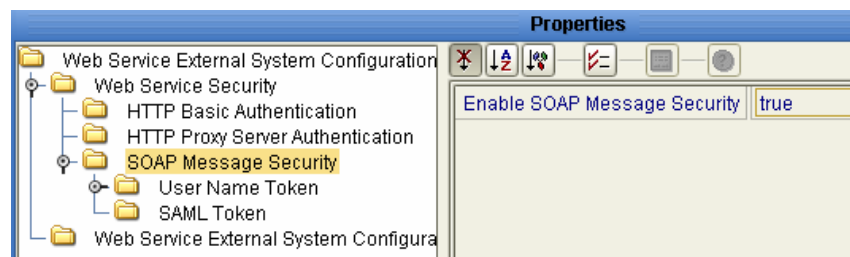 Properties
Web Service External System Configuration
Web Service Security
HTTP Basic Authentication
HTTP Proxy Server Authentication
SOAP Message Security
User Name Token
SAML Token
Web Service External System Configura
Enable SOAP Message Security true